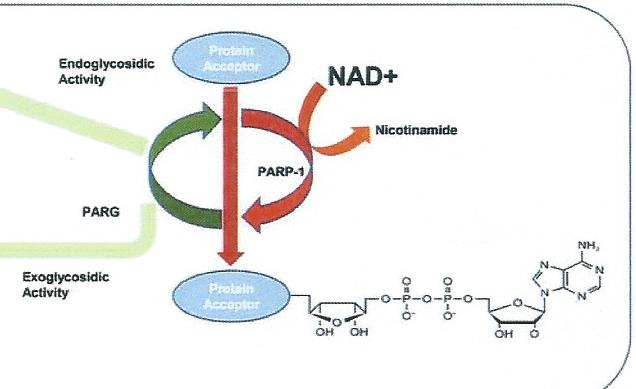 Endoglycosidic
Activity
Protein
Acceptor
NAD+
Nicotinamide
PARP-1
PARG
Exoglycosidic
Activity
Protein
Acceptor
O P O P O
O O
O- O-
OH OH
O
O
OH O
NH₂
N N
N N